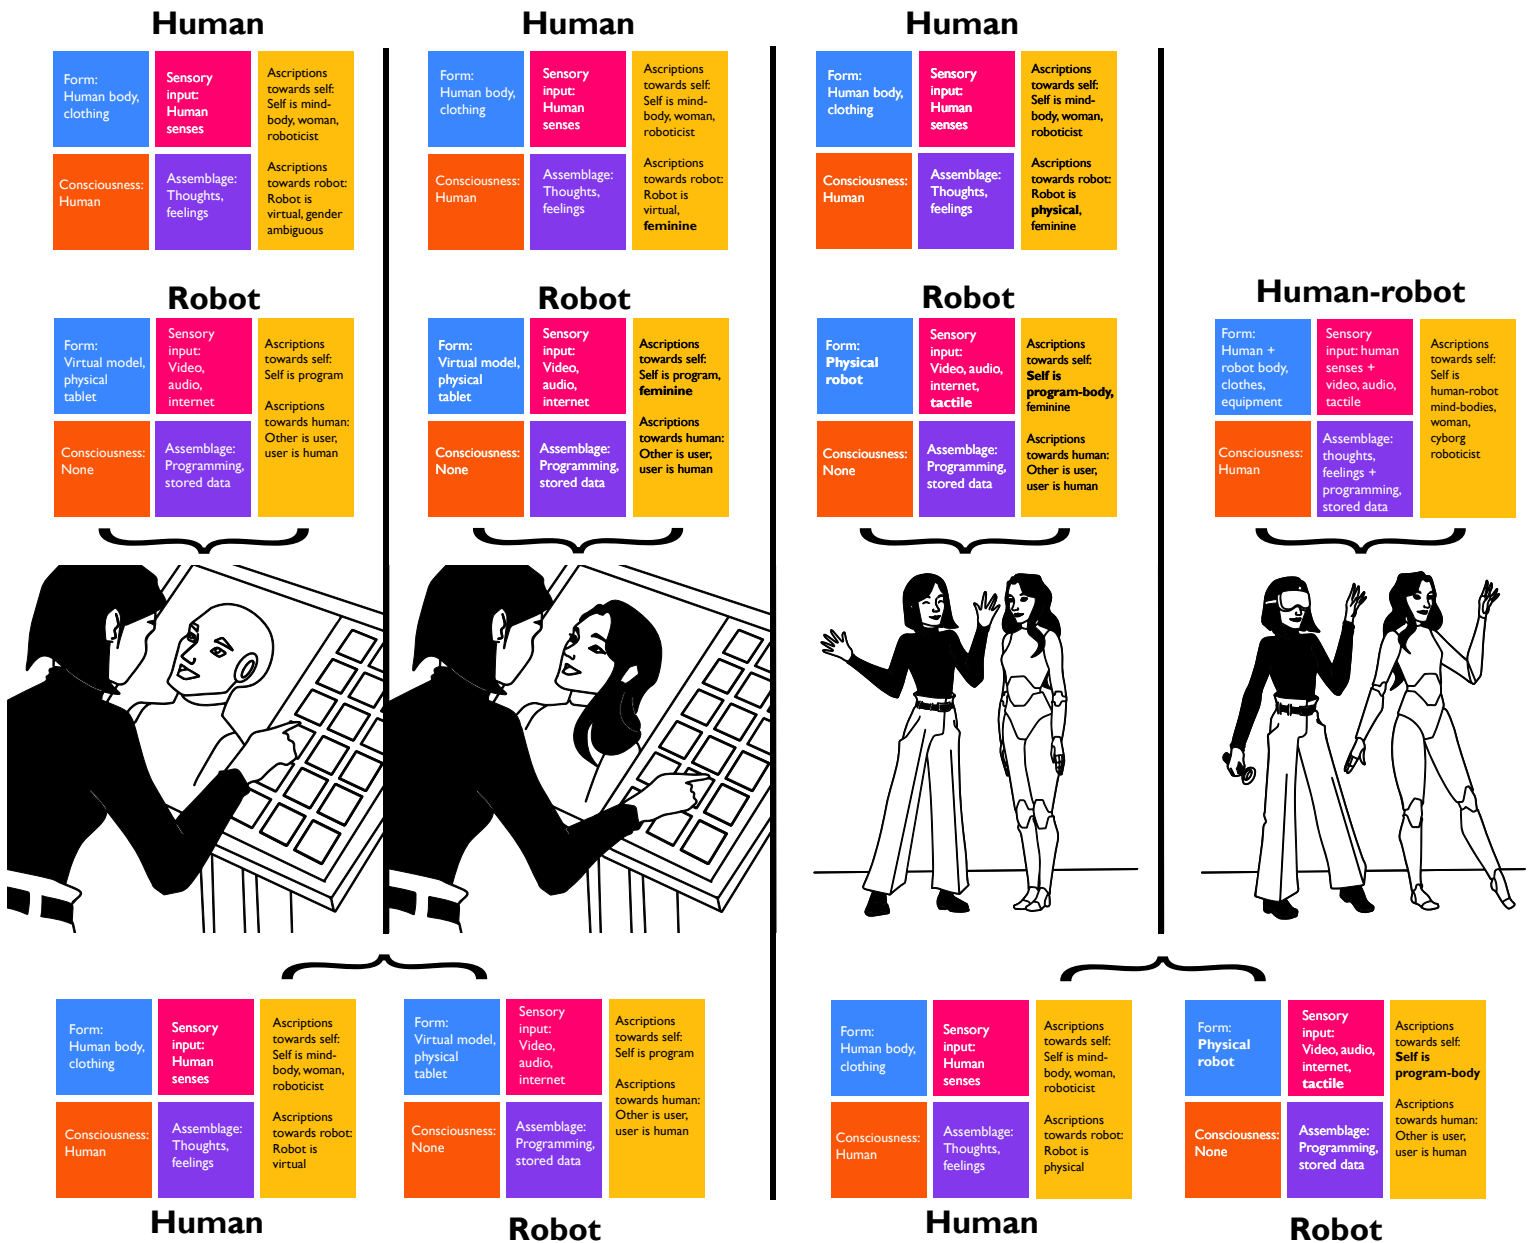 Human
Form:
Human body,
clothing
Sensory
input:
Human
senses
Ascriptions
towards self:
Self is mind-
body, woman,
roboticist
Ascriptions
towards robot:
Robot is
virtual, gender
ambiguous
Consciousness:
Human
Assemblage:
Thoughts,
feelings
Robot
Form:
Virtual model,
physical
tablet
Sensory
input:
Video,
audio,
internet
Ascriptions
towards self:
Self is program
Ascriptions
towards human:
Other is user,
user is human
Consciousness:
None
Assemblage:
Programming,
stored data
Human
Form:
Human body,
clothing
Sensory
input:
Human
senses
Ascriptions
towards self:
Self is mind-
body, woman,
roboticist
Ascriptions
towards robot:
Robot is
virtual,
feminine
Consciousness:
Human
Assemblage:
Thoughts,
feelings
Robot
Form:
Virtual model,
physical
tablet
Sensory
input:
Video,
audio,
internet
Ascriptions
towards self:
Self is program,
feminine
Ascriptions
towards human:
Other is user,
user is human
Consciousness:
None
Assemblage:
Programming,
stored data
Human
Form:
Human body,
clothing
Sensory
input:
Human
senses
Ascriptions
towards self:
Self is mind-
body, woman,
roboticist
Ascriptions
towards robot:
Robot is
physical,
feminine
Consciousness:
Human
Assemblage:
Thoughts,
feelings
Robot
Form:
Physical
robot
Sensory
input:
Video, audio,
internet,
tactile
Ascriptions
towards self:
Self is
program-body,
feminine
Ascriptions
towards human:
Other is user,
user is human
Consciousness:
None
Assemblage:
Programming,
stored data
Human-robot
Form:
Human +
robot body,
clothes,
equipment
Sensory
input: human
senses +
video, audio,
tactile
Ascriptions
towards self:
Self is
human-robot
mind-bodies,
woman,
cyborg
roboticist
Consciousness:
Human
Assemblage:
thoughts,
feelings +
programming,
stored data
Form:
Human body,
clothing
Sensory
input:
Human
senses
Ascriptions
towards self:
Self is mind-
body, woman,
roboticist
Ascriptions
towards robot:
Robot is
virtual
Consciousness:
Human
Assemblage:
Thoughts,
feelings
Human
Form:
Virtual model,
physical
tablet
Sensory
input:
Video,
audio,
internet
Ascriptions
towards self:
Self is program
Ascriptions
towards human:
Other is user,
user is human
Consciousness:
None
Assemblage:
Programming,
stored data
Robot
Form:
Human body,
clothing
Sensory
input:
Human
senses
Ascriptions
towards self:
Self is mind-
body, woman,
roboticist
Ascriptions
towards robot:
Robot is
physical
Consciousness:
Human
Assemblage:
Thoughts,
feelings
Human
Form:
Physical
robot
Sensory
input:
Video, audio,
internet,
tactile
Ascriptions
towards self:
Self is
program-body
Ascriptions
towards human:
Other is user,
user is human
Consciousness:
None
Assemblage:
Programming,
stored data
Robot